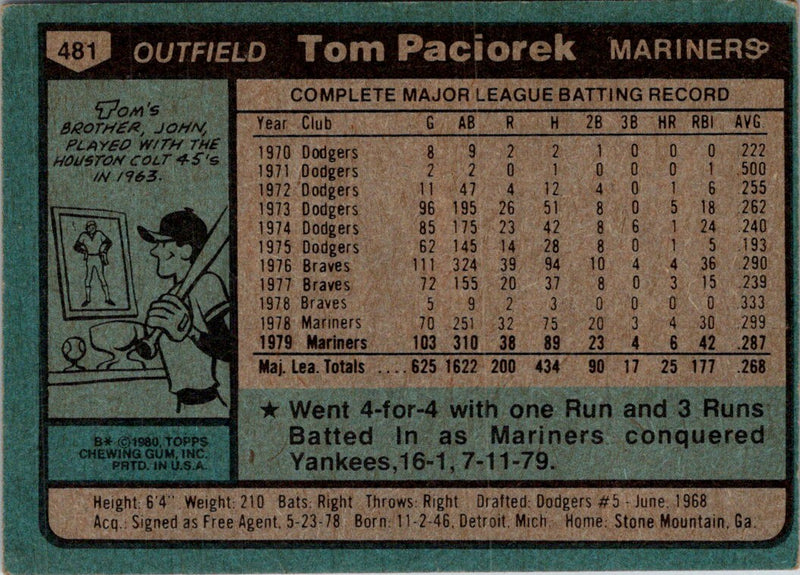 481 OUTFIELD Tom Paciorek MARINERS
TOM'S
BROTHER, JOHN,
PLAYED WITH THE
HOUSTON COLT 45'S
IN 1963.
B* ©1980, TOPPS
CHEWING GUM, INC.
PRTD. IN U.S.A.
COMPLETE MAJOR LEAGUE BATTING RECORD
Year Club G AB R H 2B 3B HR RBI AVG
1970 Dodgers 8 9 2 2 1 0 0 0 .222
1971 Dodgers 2 2 0 1 0 0 0 1 .500
1972 Dodgers 11 47 4 12 4 0 1 6 .255
1973 Dodgers 96 195 26 51 8 0 5 18 .262
1974 Dodgers 85 175 23 42 8 6 1 24 .240
1975 Dodgers 62 145 14 28 8 0 1 5 .193
1976 Braves 111 324 39 94 10 4 4 36 .290
1977 Braves 72 155 20 37 8 0 3 15 .239
1978 Braves 5 9 2 3 0 0 0 0 .333
1978 Mariners 70 251 32 75 20 3 4 30 .299
1979 Mariners 103 310 38 89 23 4 6 42 .287
Maj. Lea. Totals .... 625 1622 200 434 90 17 25 177 .268
★ Went 4-for-4 with one Run and 3 Runs
Batted In as Mariners conquered
Yankees,16-1, 7-11-79.
Height: 6'4" Weight: 210 Bats: Right Throws: Right Drafted: Dodgers #5 - June, 1968
Acq.: Signed as Free Agent, 5-23-78 Born: 11-2-46, Detroit, Mich. Home: Stone Mountain, Ga.